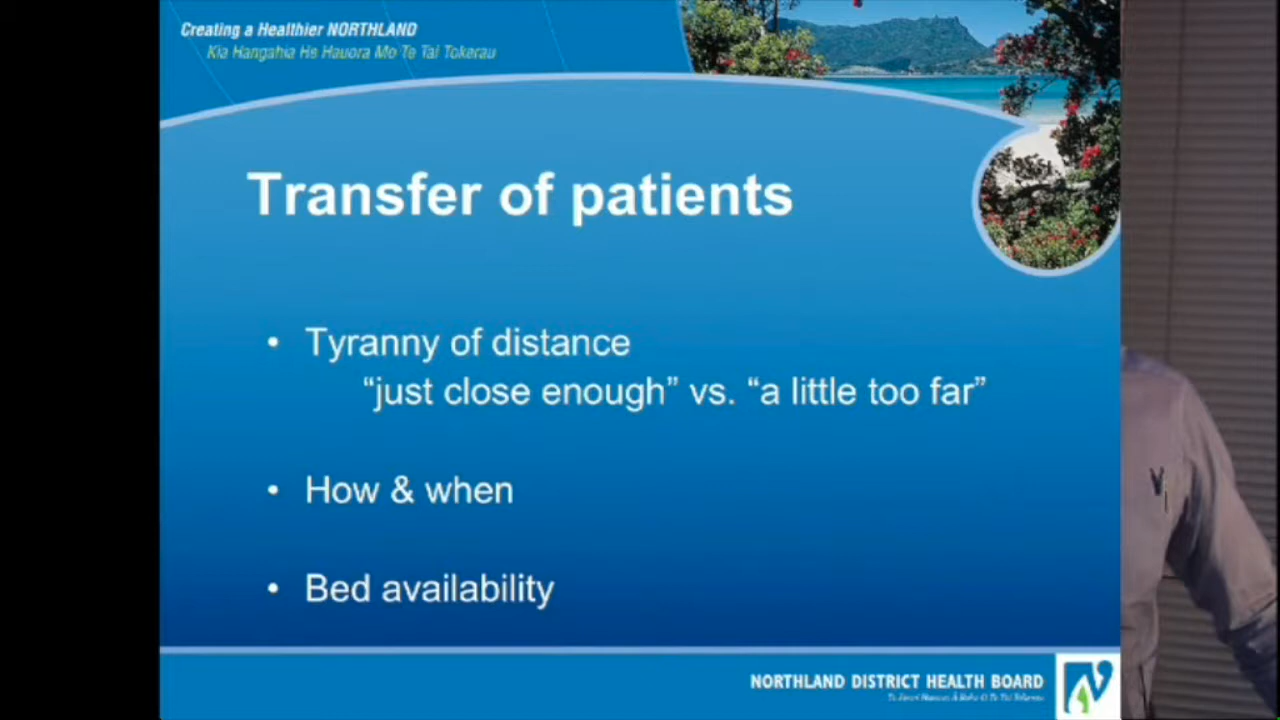 Creating a Healthier NORTHLAND
Kia Hangahia He Hauora Mo Te Tai Tokerau
Transfer of patients
• Tyranny of distance
“just close enough” vs. “a little too far”
• How & when
• Bed availability
NORTHLAND DISTRICT HEALTH BOARD